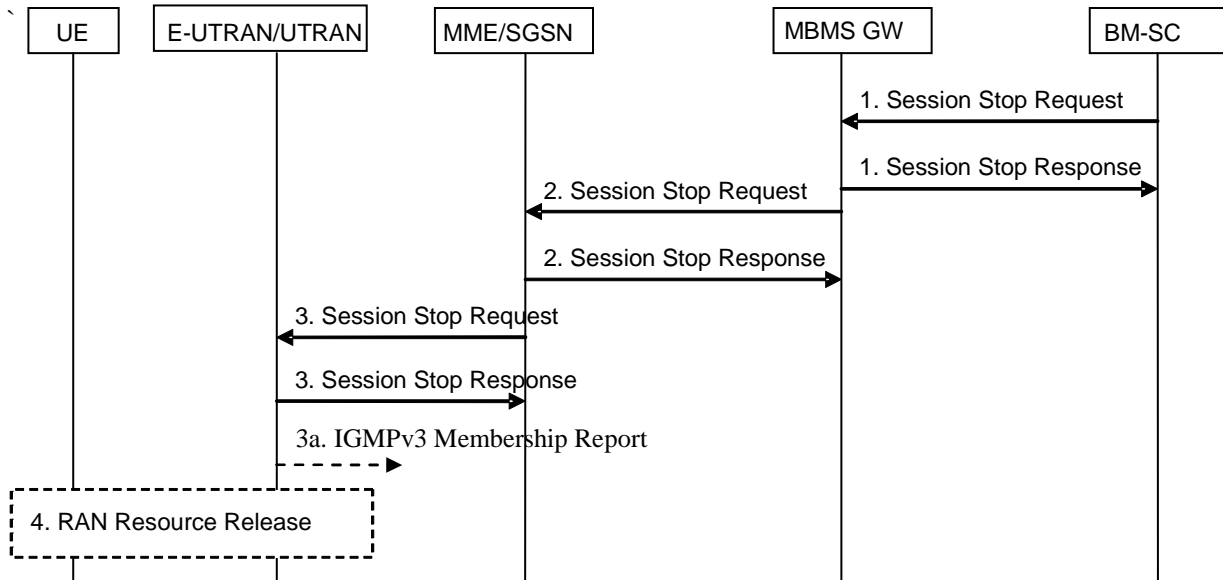 `
UE
E-UTRAN/UTRAN
MME/SGSN
MBMS GW
BM-SC
1. Session Stop Request
1. Session Stop Response
2. Session Stop Request
2. Session Stop Response
3. Session Stop Request
3. Session Stop Response
3a. IGMPv3 Membership Report
4. RAN Resource Release